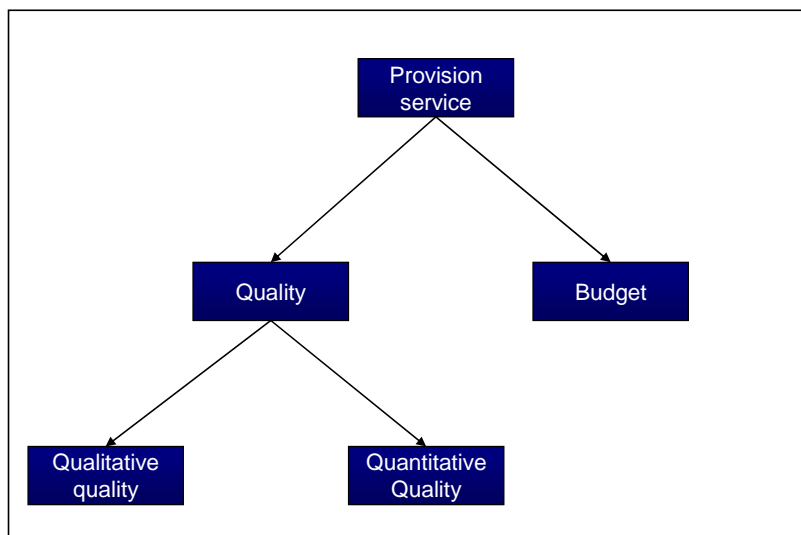 Provision
service
Quality
Budget
Qualitative
quality
Quantitative
Quality